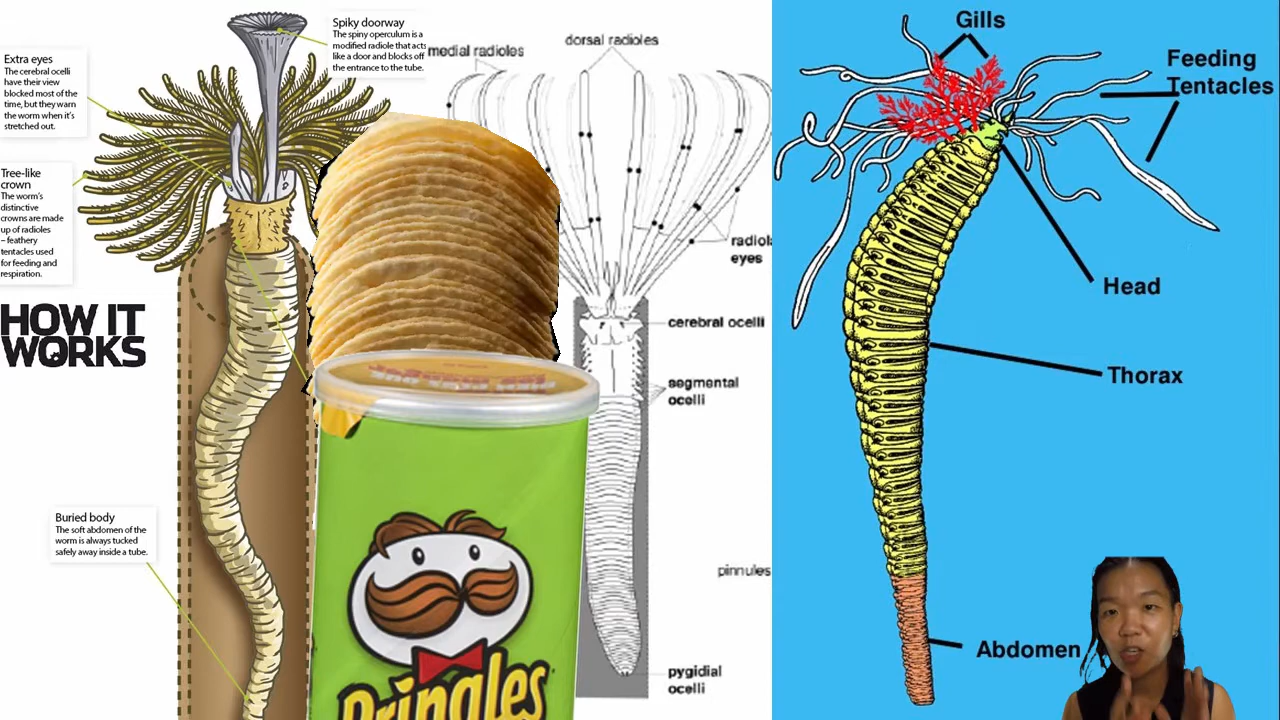 Spiky doorway
The spiny operculum is a
modified radiole that acts
like a door and blocks off
the entrance to the tube.
Extra eyes
The cerebral ocelli
have their view
blocked most of the
time, but they warn
the worm when it's
stretched out.
Tree-like
crown
The worm's
distinctive
crowns are made
up of radioles
– feathery
tentacles used
for feeding and
respiration.
HOW IT
WORKS
Buried body
The soft abdomen of the
worm is always tucked
safely away inside a tube.
Pringles
medial radioles
dorsal radioles
radiol
eyes
cerebral ocelli
segmental
ocelli
pinnules
pygidial
ocelli
Gills
Feeding
Tentacles
Head
Thorax
Abdomen